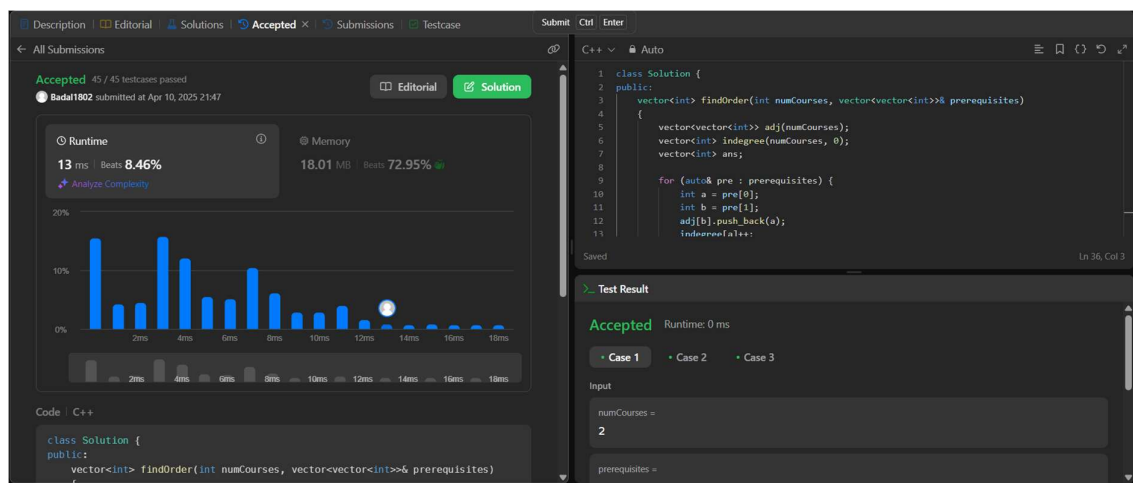 Description | Editorial | Solutions | Accepted × | Submissions | Testcase
Submit Ctrl Enter
← All Submissions
Accepted 45 / 45 testcases passed
Badal1802 submitted at Apr 10, 2025 21:47
Editorial
Solution
Runtime
13 ms | Beats 8.46%
Analyze Complexity
Memory
18.01 MB | Beats 72.95%
20%
10%
0%
2ms 4ms 6ms 8ms 10ms 12ms 14ms 16ms 18ms
2ms 4ms 6ms 8ms 10ms 12ms 14ms 16ms 18ms
Code | C++
class Solution {
public:
vector<int> findOrder(int numCourses, vector<vector<int>>& prerequisites)
{
C++ Auto
1 class Solution {
2 public:
3 vector<int> findOrder(int numCourses, vector<vector<int>>& prerequisites)
4 {
5 vector<vector<int>> adj(numCourses);
6 vector<int> indegree(numCourses, 0);
7 vector<int> ans;
8
9 for (auto& pre : prerequisites) {
10 int a = pre[0];
11 int b = pre[1];
12 adj[b].push_back(a);
13 indegree[a]++;
Saved
Ln 36, Col 3
>_ Test Result
Accepted Runtime: 0 ms
• Case 1 • Case 2 • Case 3
Input
numCourses =
2
prerequisites =